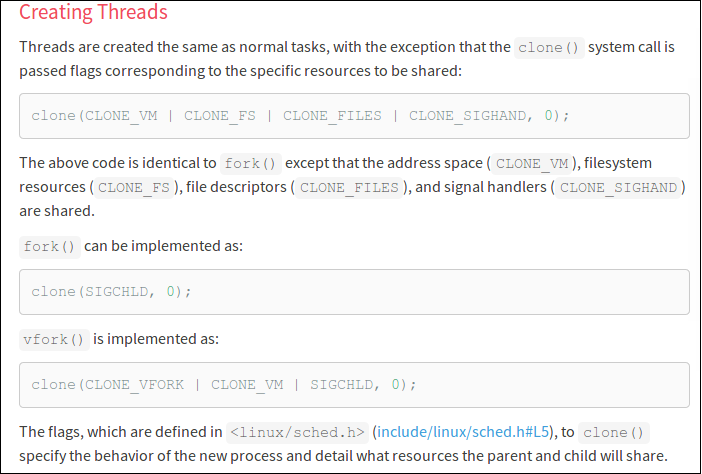 Creating Threads
Threads are created the same as normal tasks, with the exception that the clone() system call is
passed flags corresponding to the specific resources to be shared:
clone(CLONE_VM | CLONE_FS | CLONE_FILES | CLONE_SIGHAND, 0);
The above code is identical to fork() except that the address space ( CLONE_VM ), filesystem
resources ( CLONE_FS ), file descriptors ( CLONE_FILES ), and signal handlers ( CLONE_SIGHAND )
are shared.
fork() can be implemented as:
clone(SIGCHLD, 0);
vfork() is implemented as:
clone(CLONE_VFORK | CLONE_VM | SIGCHLD, 0);
The flags, which are defined in <linux/sched.h> (include/linux/sched.h#L5), to clone()
specify the behavior of the new process and detail what resources the parent and child will share.